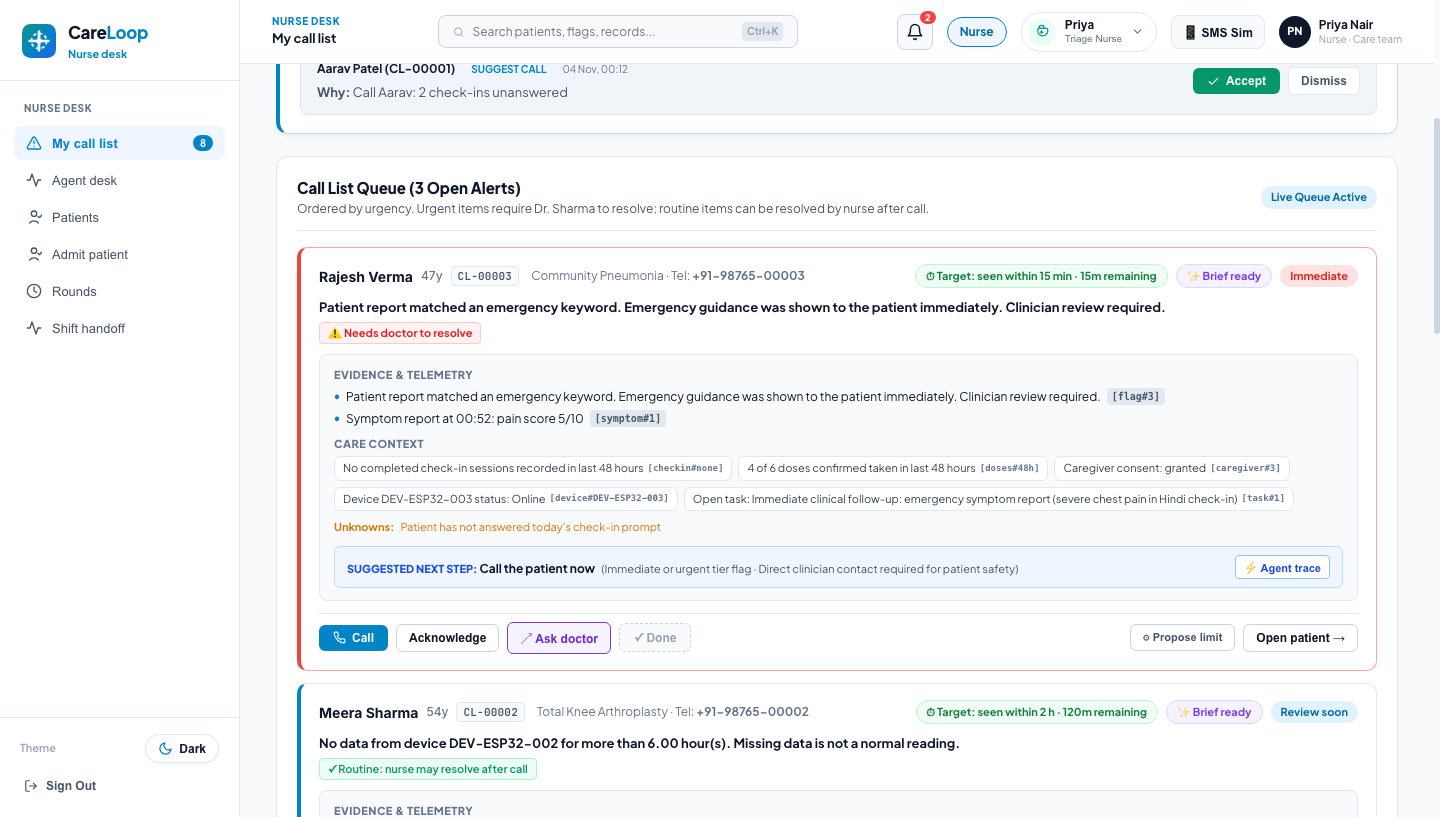 CareLoop
Nurse desk
NURSE DESK
My call list 8
Agent desk
Patients
Admit patient
Rounds
Shift handoff
Theme Dark
Sign Out
NURSE DESK
My call list
Search patients, flags, records... Ctrl+K
2
Nurse
Priya
Triage Nurse
SMS Sim
PN
Priya Nair
Nurse · Care team
Aarav Patel (CL-00001) SUGGEST CALL 04 Nov, 00:12
Why: Call Aarav: 2 check-ins unanswered
✓ Accept Dismiss
Call List Queue (3 Open Alerts)
Ordered by urgency. Urgent items require Dr. Sharma to resolve; routine items can be resolved by nurse after call.
Live Queue Active
Rajesh Verma 47y CL-00003 Community Pneumonia · Tel: +91-98765-00003 ⏱ Target: seen within 15 min · 15m remaining ✨ Brief ready Immediate
Patient report matched an emergency keyword. Emergency guidance was shown to the patient immediately. Clinician review required.
⚠️ Needs doctor to resolve
EVIDENCE & TELEMETRY
• Patient report matched an emergency keyword. Emergency guidance was shown to the patient immediately. Clinician review required. [flag#3]
• Symptom report at 00:52: pain score 5/10 [symptom#1]
CARE CONTEXT
No completed check-in sessions recorded in last 48 hours [checkin#none] 4 of 6 doses confirmed taken in last 48 hours [doses#48h] Caregiver consent: granted [caregiver#3]
Device DEV-ESP32-003 status: Online [device#DEV-ESP32-003] Open task: Immediate clinical follow-up: emergency symptom report (severe chest pain in Hindi check-in) [task#1]
Unknowns: Patient has not answered today's check-in prompt
SUGGESTED NEXT STEP: Call the patient now (Immediate or urgent tier flag · Direct clinician contact required for patient safety) ⚡ Agent trace
Call Acknowledge ↗ Ask doctor ✓ Done ⚙ Propose limit Open patient →
Meera Sharma 54y CL-00002 Total Knee Arthroplasty · Tel: +91-98765-00002 ⏱ Target: seen within 2 h · 120m remaining ✨ Brief ready Review soon
No data from device DEV-ESP32-002 for more than 6.00 hour(s). Missing data is not a normal reading.
✓ Routine: nurse may resolve after call
EVIDENCE & TELEMETRY